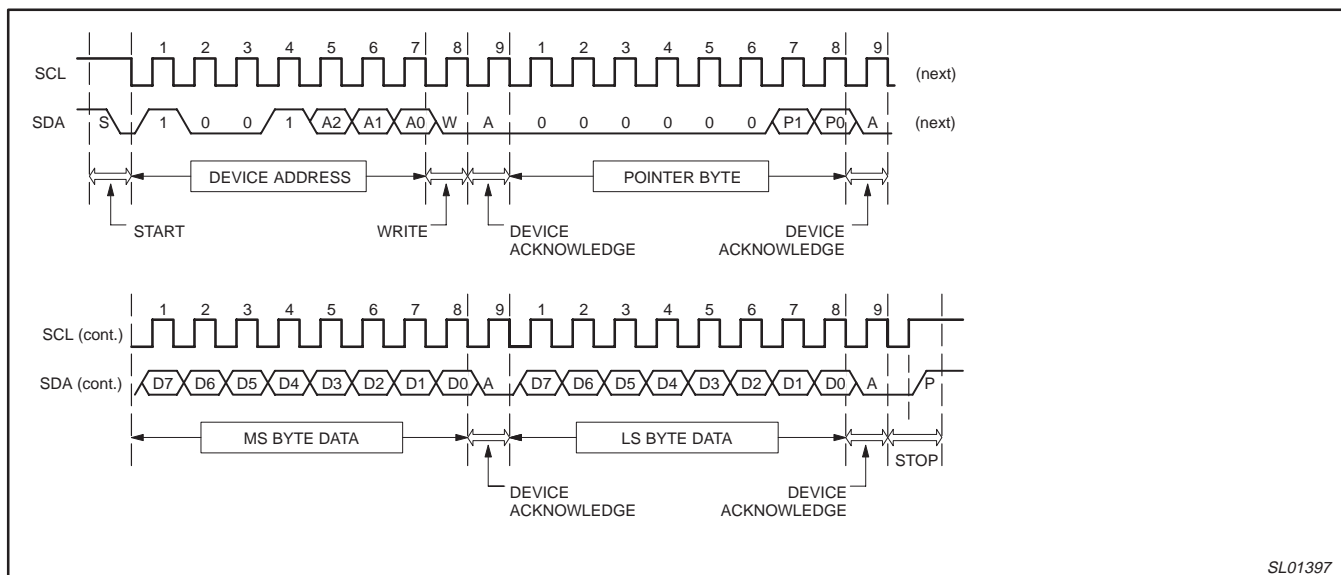 1 2 3 4 5 6 7 8 9 1 2 3 4 5 6 7 8 9
SCL (next)
SDA S 1 0 0 1 A2 A1 A0 W A 0 0 0 0 0 0 P1 P0 A (next)
DEVICE ADDRESS POINTER BYTE
START WRITE DEVICE DEVICE
ACKNOWLEDGE ACKNOWLEDGE
1 2 3 4 5 6 7 8 9 1 2 3 4 5 6 7 8 9
SCL (cont.)
SDA (cont.) D7 D6 D5 D4 D3 D2 D1 D0 A D7 D6 D5 D4 D3 D2 D1 D0 A P
MS BYTE DATA LS BYTE DATA
STOP
DEVICE DEVICE
ACKNOWLEDGE ACKNOWLEDGE
SL01397